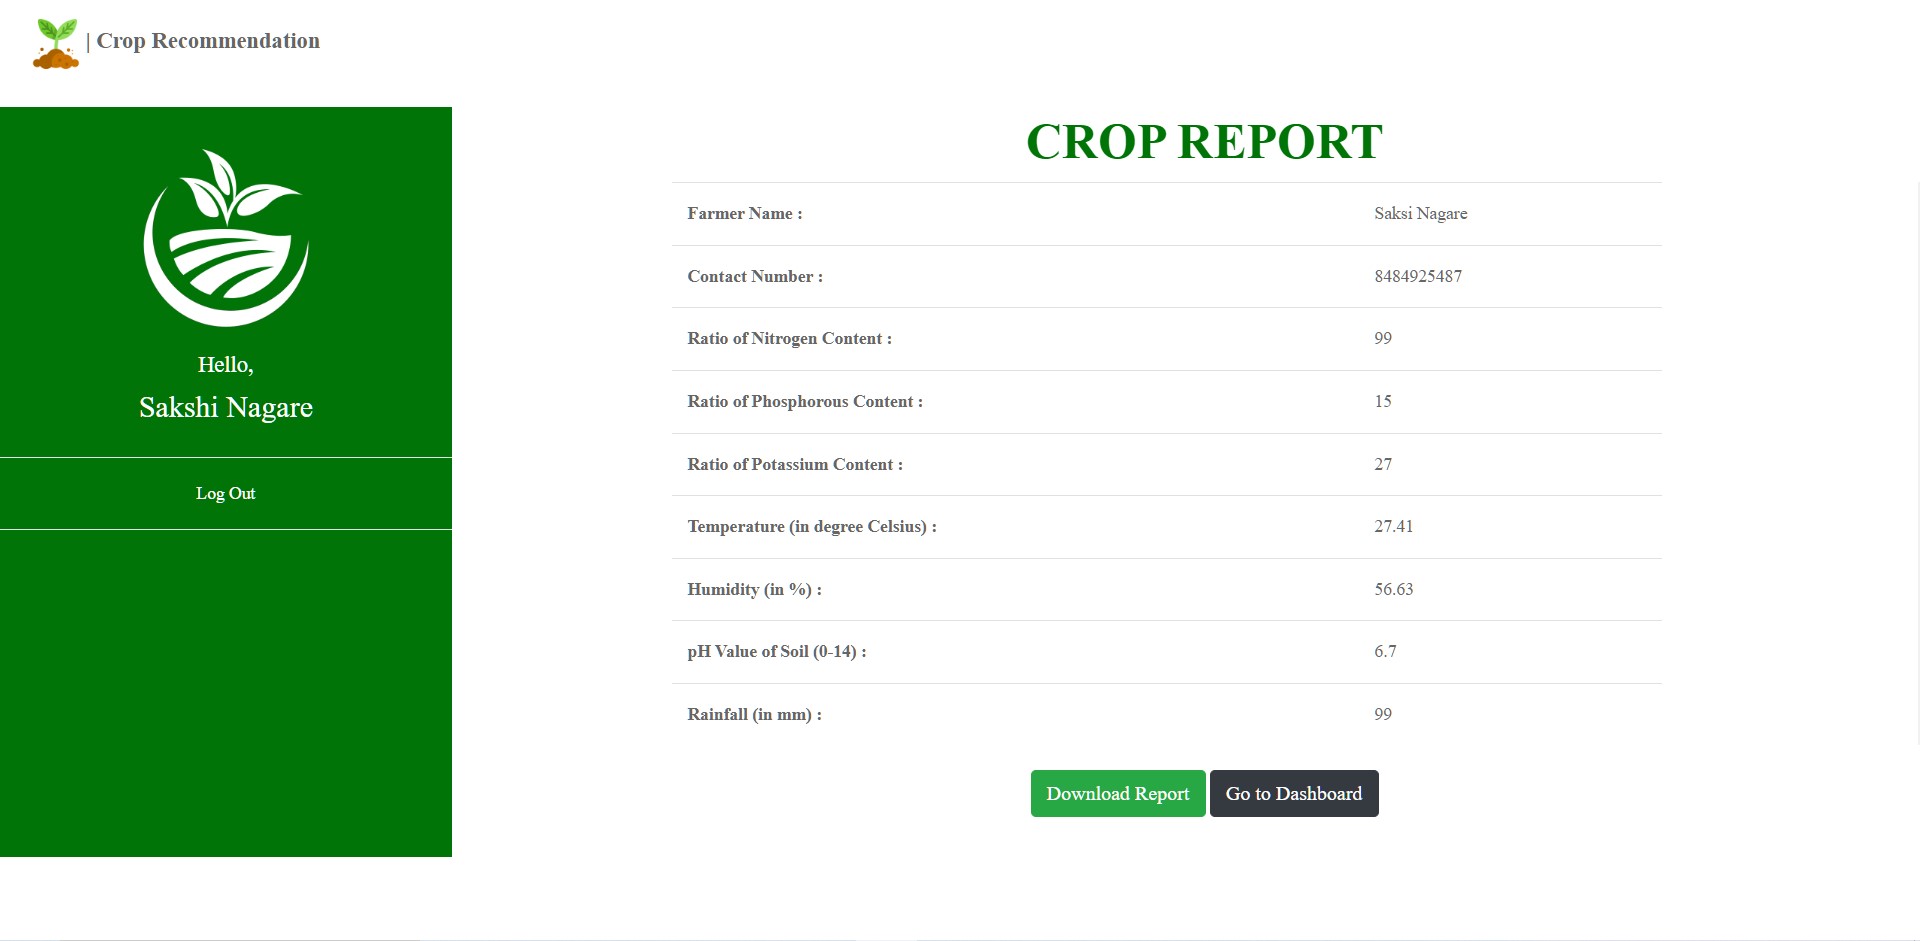 | Crop Recommendation
Hello,
Sakshi Nagare
Log Out
CROP REPORT
Farmer Name : Saksi Nagare
Contact Number : 8484925487
Ratio of Nitrogen Content : 99
Ratio of Phosphorous Content : 15
Ratio of Potassium Content : 27
Temperature (in degree Celsius) : 27.41
Humidity (in %) : 56.63
pH Value of Soil (0-14) : 6.7
Rainfall (in mm) : 99
Download Report Go to Dashboard